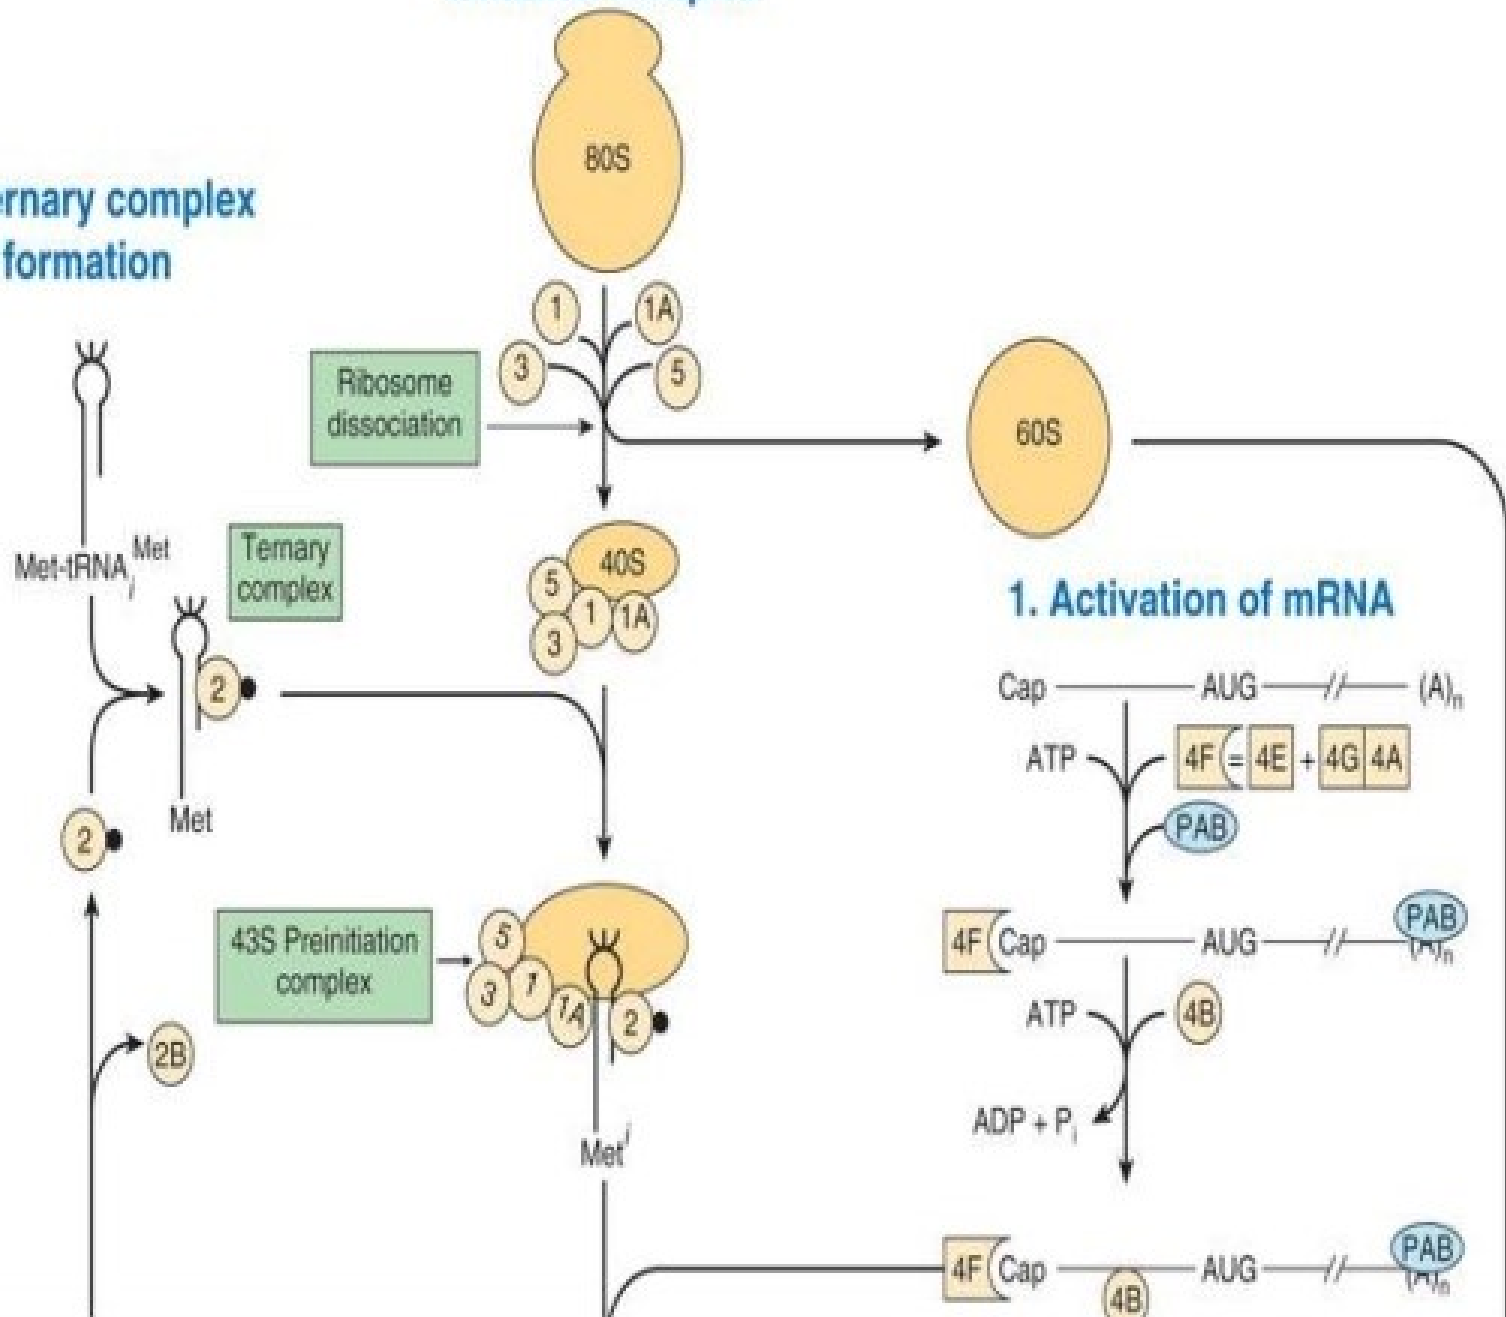 80S
ernary complex
formation
1
1A
3
5
Ribosome
dissociation
60S
Met-tRNAiMet
Ternary
complex
40S
5
1
1A
3
1. Activation of mRNA
2
Cap AUG // (A)n
ATP 4F = 4E + 4G 4A
PAB
Met
2
43S Preinitiation
complex
5
3
1
1A
2
4F Cap AUG // (A)n PAB
ATP 4B
2B
ADP + Pi
Meti
4F Cap AUG // (A)n PAB
4B